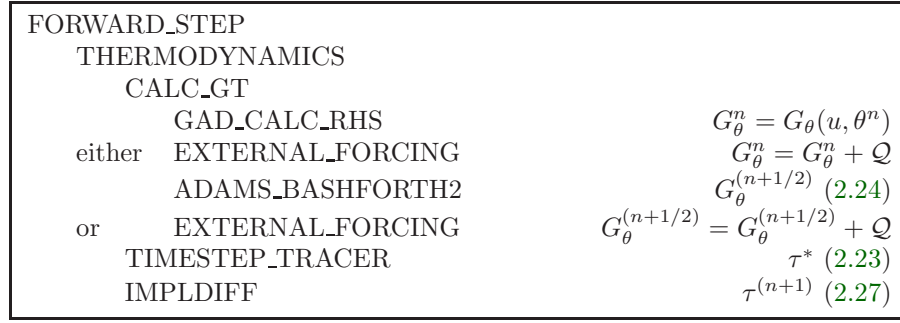 FORWARD_STEP
THERMODYNAMICS
CALC_GT
GAD_CALC_RHS G_θ^n = G_θ(u, θ^n)
either EXTERNAL_FORCING G_θ^n = G_θ^n + 𝒬
ADAMS_BASHFORTH2 G_θ^(n+1/2) (2.24)
or EXTERNAL_FORCING G_θ^(n+1/2) = G_θ^(n+1/2) + 𝒬
TIMESTEP_TRACER τ^* (2.23)
IMPLDIFF τ^(n+1) (2.27)